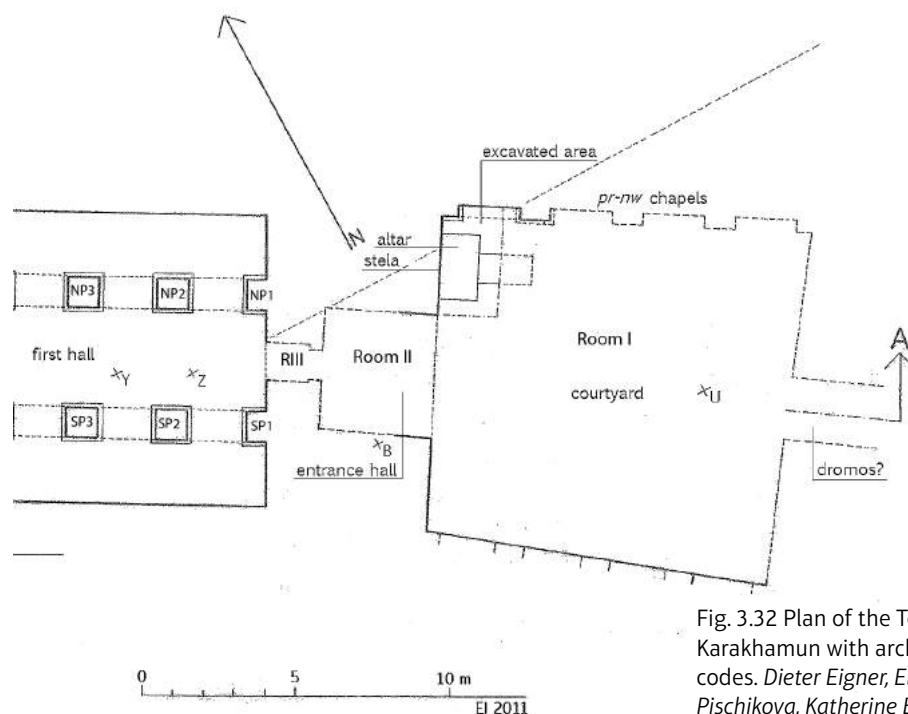 N
excavated area
pr-nw chapels
altar
stela
NP3
NP2
NP1
first hall
RIII
Room II
Room I
A
Y
Z
courtyard
U
SP3
SP2
SP1
B
entrance hall
dromos?
0 5 10 m
EJ 2011
Fig. 3.32 Plan of the
Karakhamun with
codes. Dieter Eigner,
Pischikova, Katherine